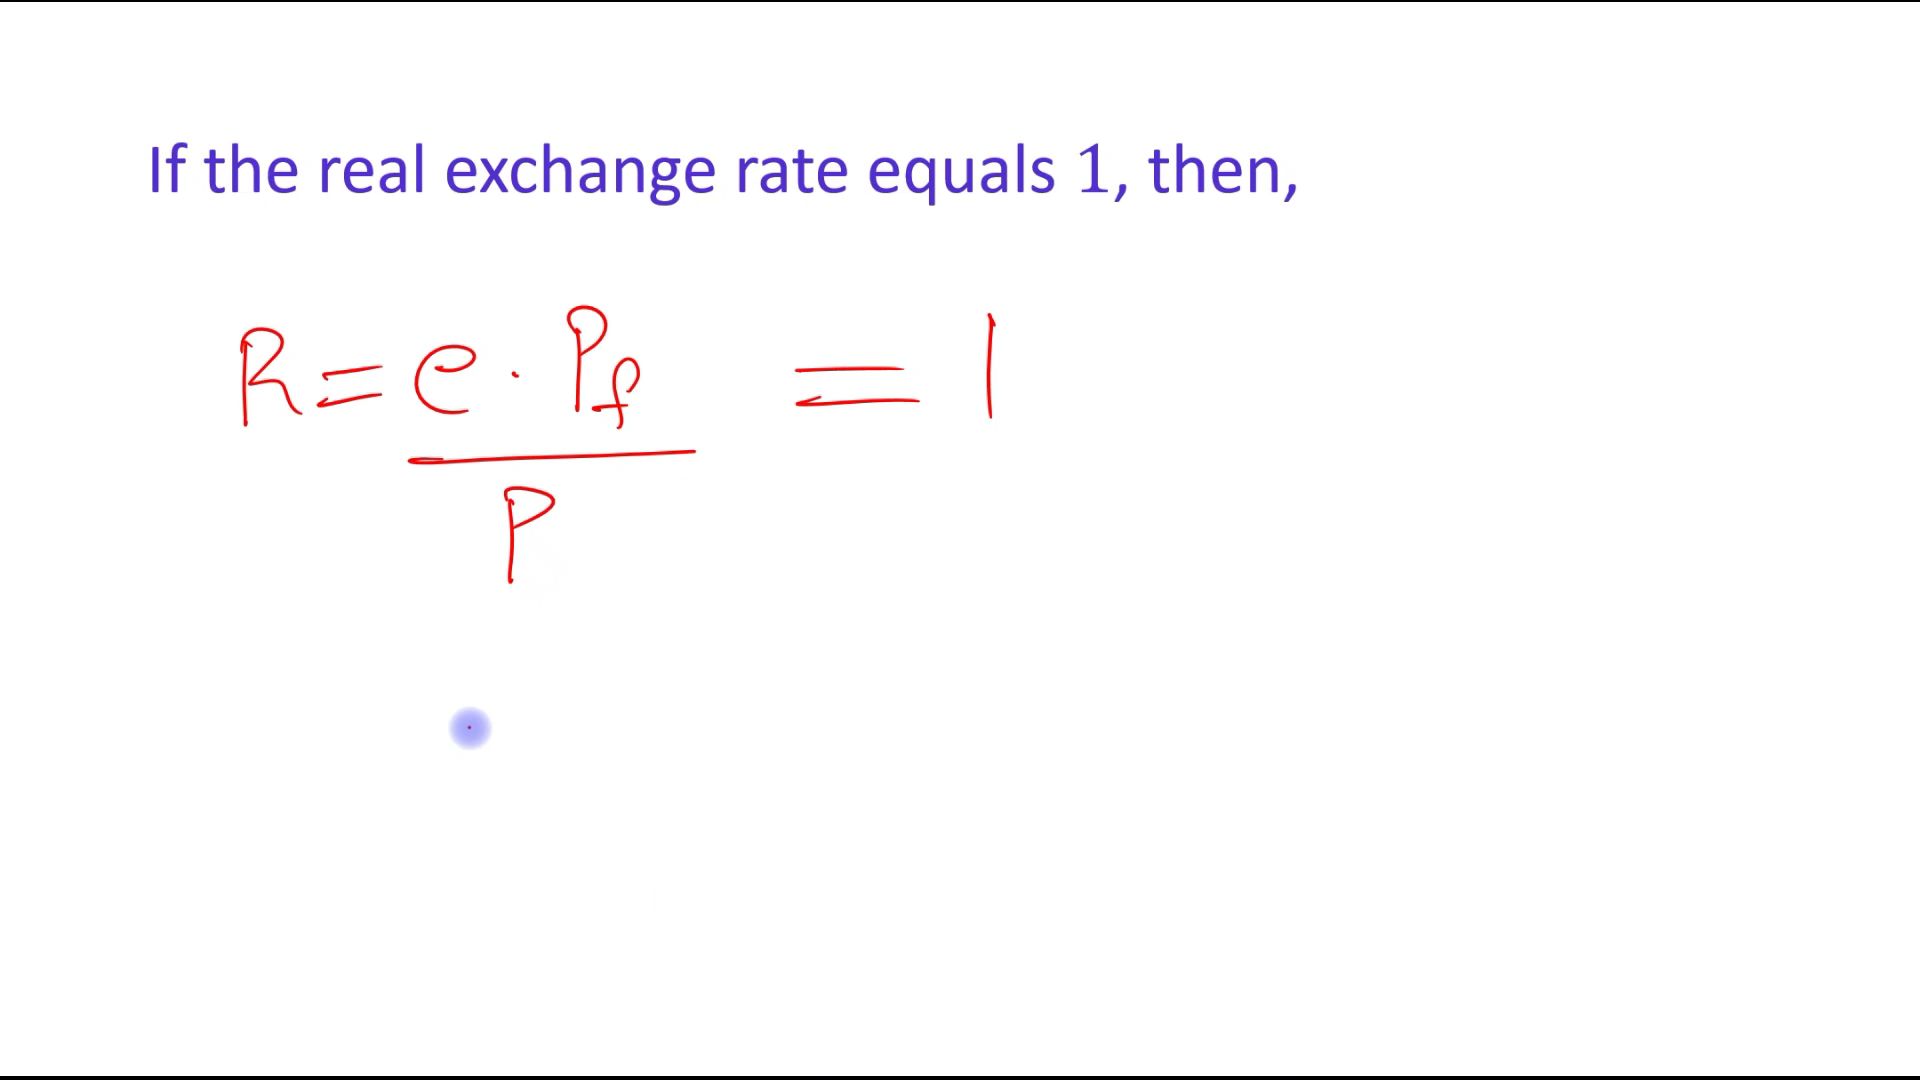 If the real exchange rate equals 1, then,
R = e · Pf = 1
P